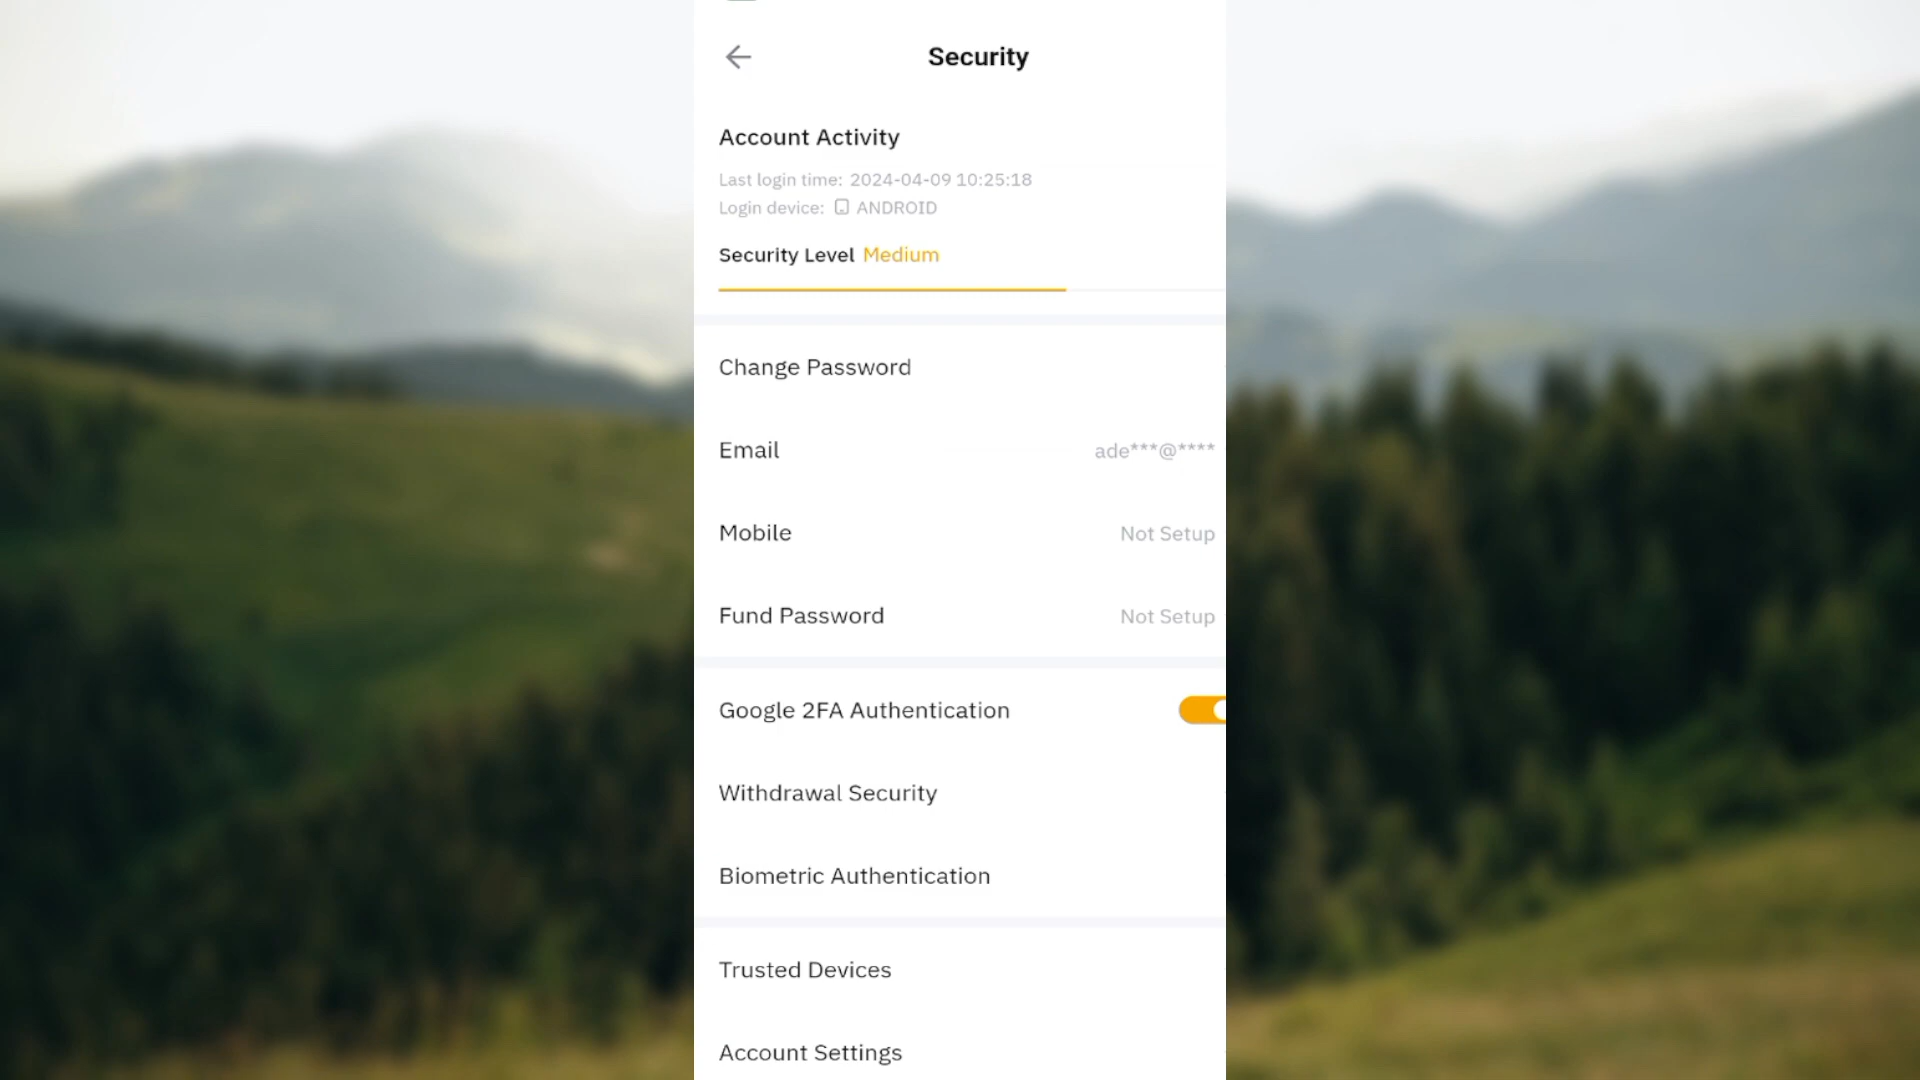 Security
Account Activity
Last login time: 2024-04-09 10:25:18
Login device: ANDROID
Security Level Medium
Change Password
Email ade***@****
Mobile Not Setup
Fund Password Not Setup
Google 2FA Authentication
Withdrawal Security
Biometric Authentication
Trusted Devices
Account Settings